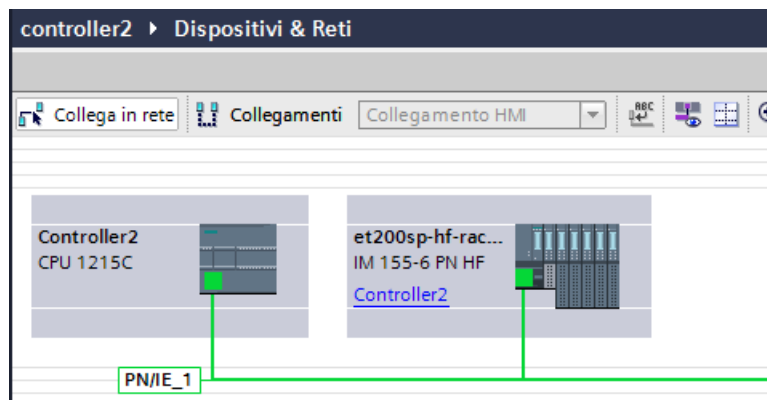 controller2 ▸ Dispositivi & Reti
Collega in rete Collegamenti Collegamento HMI ABC
Controller2
CPU 1215C
et200sp-hf-rac...
IM 155-6 PN HF
Controller2
PN/IE_1